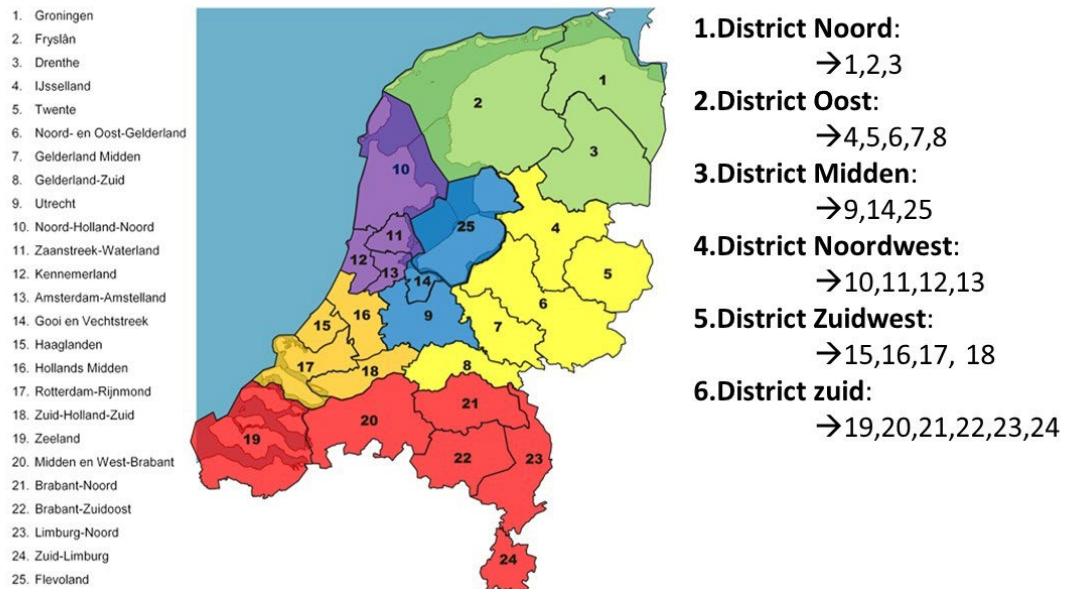 1. Groningen
2. Fryslân
3. Drenthe
4. IJsselland
5. Twente
6. Noord- en Oost-Gelderland
7. Gelderland Midden
8. Gelderland-Zuid
9. Utrecht
10. Noord-Holland-Noord
11. Zaanstreek-Waterland
12. Kennemerland
13. Amsterdam-Amstelland
14. Gooi en Vechtstreek
15. Haaglanden
16. Hollands Midden
17. Rotterdam-Rijnmond
18. Zuid-Holland-Zuid
19. Zeeland
20. Midden en West-Brabant
21. Brabant-Noord
22. Brabant-Zuidoost
23. Limburg-Noord
24. Zuid-Limburg
25. Flevoland
1
2
3
10
25
4
11
12
13
14
5
6
16
9
15
7
17
18
8
21
20
19
22
23
24
1.District Noord:
→1,2,3
2.District Oost:
→4,5,6,7,8
3.District Midden:
→9,14,25
4.District Noordwest:
→10,11,12,13
5.District Zuidwest:
→15,16,17, 18
6.District zuid:
→19,20,21,22,23,24